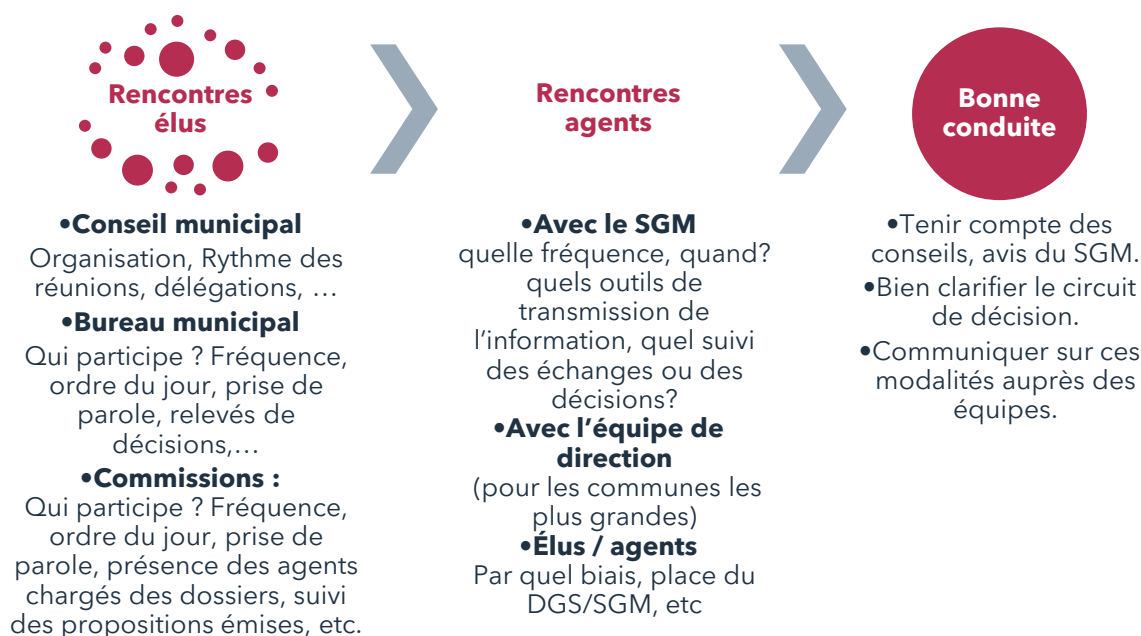 Rencontres
élus
•Conseil municipal
Organisation, Rythme des
réunions, délégations, …
•Bureau municipal
Qui participe ? Fréquence,
ordre du jour, prise de
parole, relevés de
décisions,…
•Commissions :
Qui participe ? Fréquence,
ordre du jour, prise de
parole, présence des agents
chargés des dossiers, suivi
des propositions émises, etc.
Rencontres
agents
•Avec le SGM
quelle fréquence, quand?
quels outils de
transmission de
l’information, quel suivi
des échanges ou des
décisions?
•Avec l’équipe de
direction
(pour les communes les
plus grandes)
•Élus / agents
Par quel biais, place du
DGS/SGM, etc
Bonne
conduite
•Tenir compte des
conseils, avis du SGM.
•Bien clarifier le circuit
de décision.
•Communiquer sur ces
modalités auprès des
équipes.